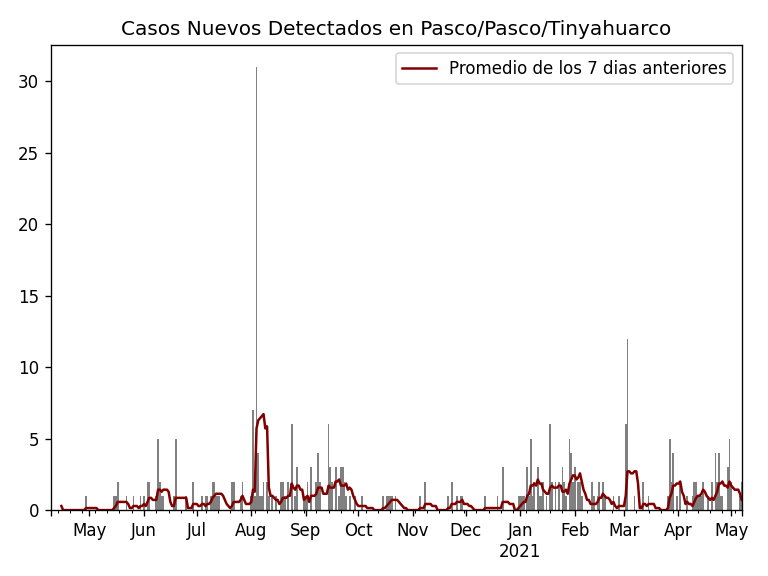 Casos Nuevos Detectados en Pasco/Pasco/Tinyahuarco
Promedio de los 7 dias anteriores
30
25
20
15
10
5
0
May Jun Jul Aug Sep Oct Nov Dec Jan Feb Mar Apr May
2021